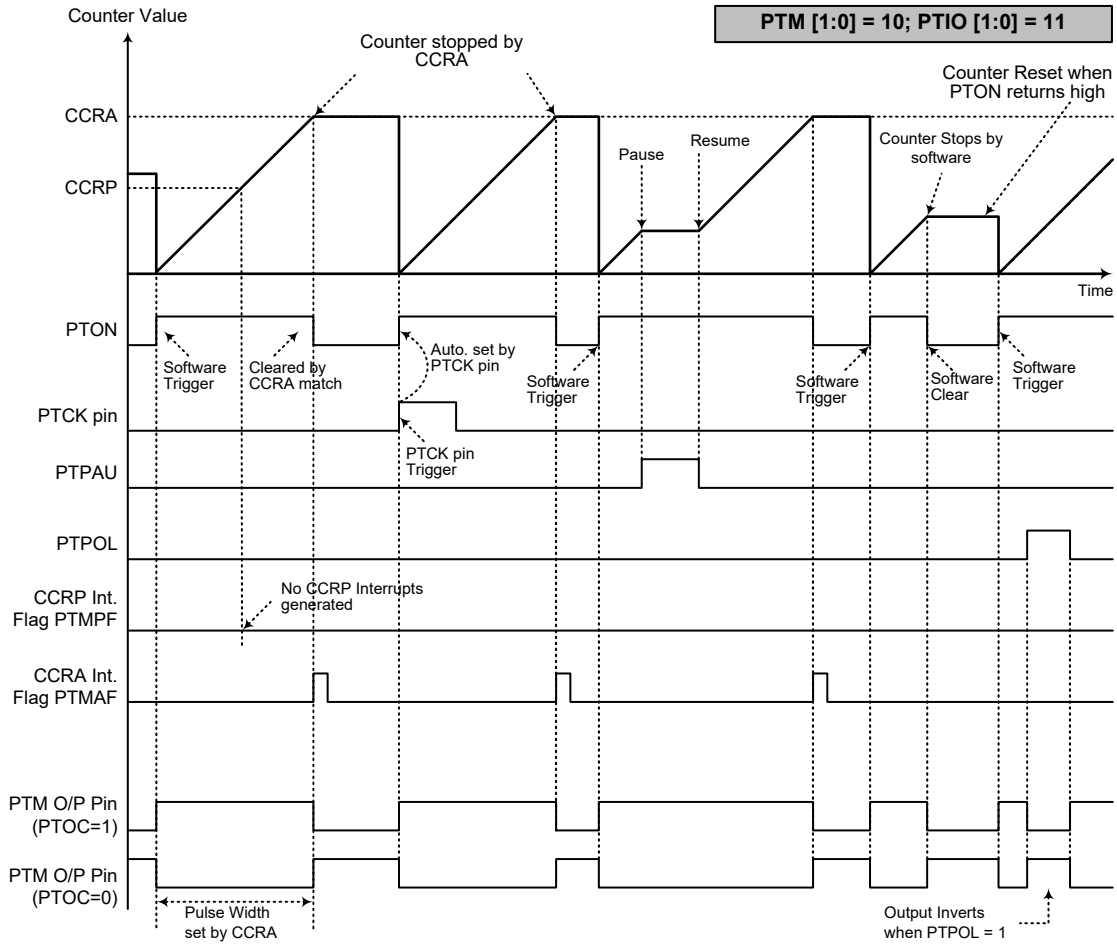 Counter Value
PTM [1:0] = 10; PTIO [1:0] = 11
Counter stopped by
CCRA
Counter Reset when
PTON returns high
CCRA
Pause
Resume
Counter Stops by
software
CCRP
Time
PTON
Software
Trigger
Cleared by
CCRA match
Auto. set by
PTCK pin
Software
Trigger
Software
Trigger
Software
Clear
Software
Trigger
PTCK pin
PTCK pin
Trigger
PTPAU
PTPOL
CCRP Int.
Flag PTMPF
No CCRP Interrupts
generated
CCRA Int.
Flag PTMAF
PTM O/P Pin
(PTOC=1)
PTM O/P Pin
(PTOC=0)
Pulse Width
set by CCRA
Output Inverts
when PTPOL = 1